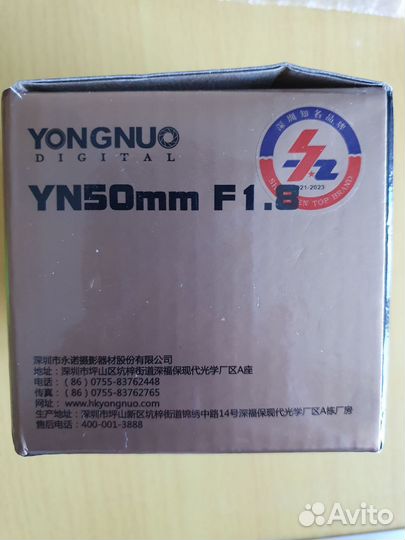 YONGNUO
DIGITAL
YN50mm F1.8
深圳知名品牌
2021-2023
SHENZHEN TOP BRAND
深圳市永诺摄影器材股份有限公司
地址：深圳市坪山区坑梓街道深福保现代光学厂区A座
电话：(86) 0755-83762448
传真：(86) 0755-83762765
网址：www.hkyongnuo.com
生产地址：深圳市坪山新区坑梓街道锦绣中路14号深福保现代光学厂区A栋厂房
售后电话：400-001-3888
Avito